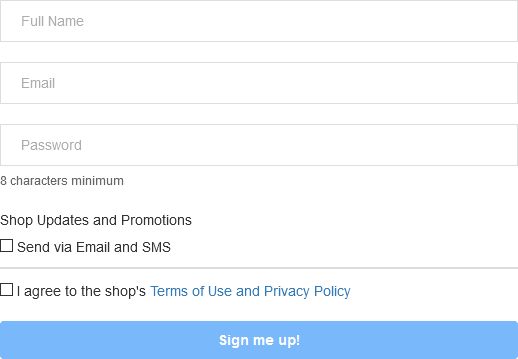 Full Name
Email
Password
8 characters minimum
Shop Updates and Promotions
Send via Email and SMS
I agree to the shop's Terms of Use and Privacy Policy
Sign me up!